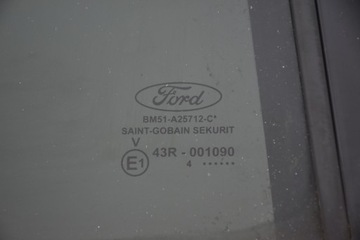 Ford
BM51-A25712-C*
SAINT-GOBAIN SEKURIT
V
E1 43R - 001090
4 ......